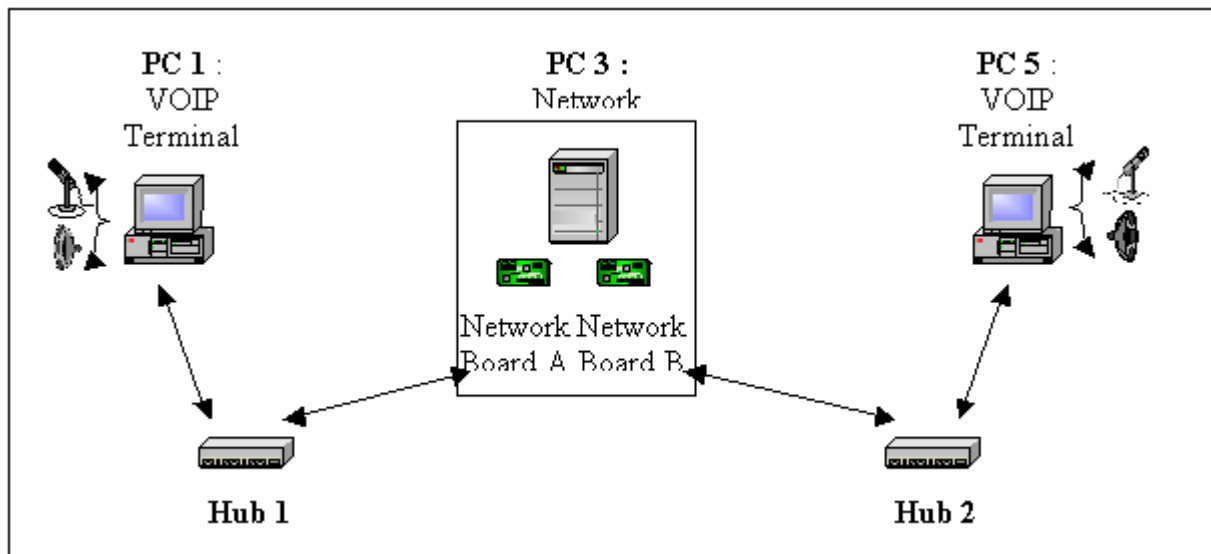 PC 1 :
VOIP
Terminal
PC 3 :
Network
Network Network
Board A Board B
PC 5 :
VOIP
Terminal
Hub 1
Hub 2